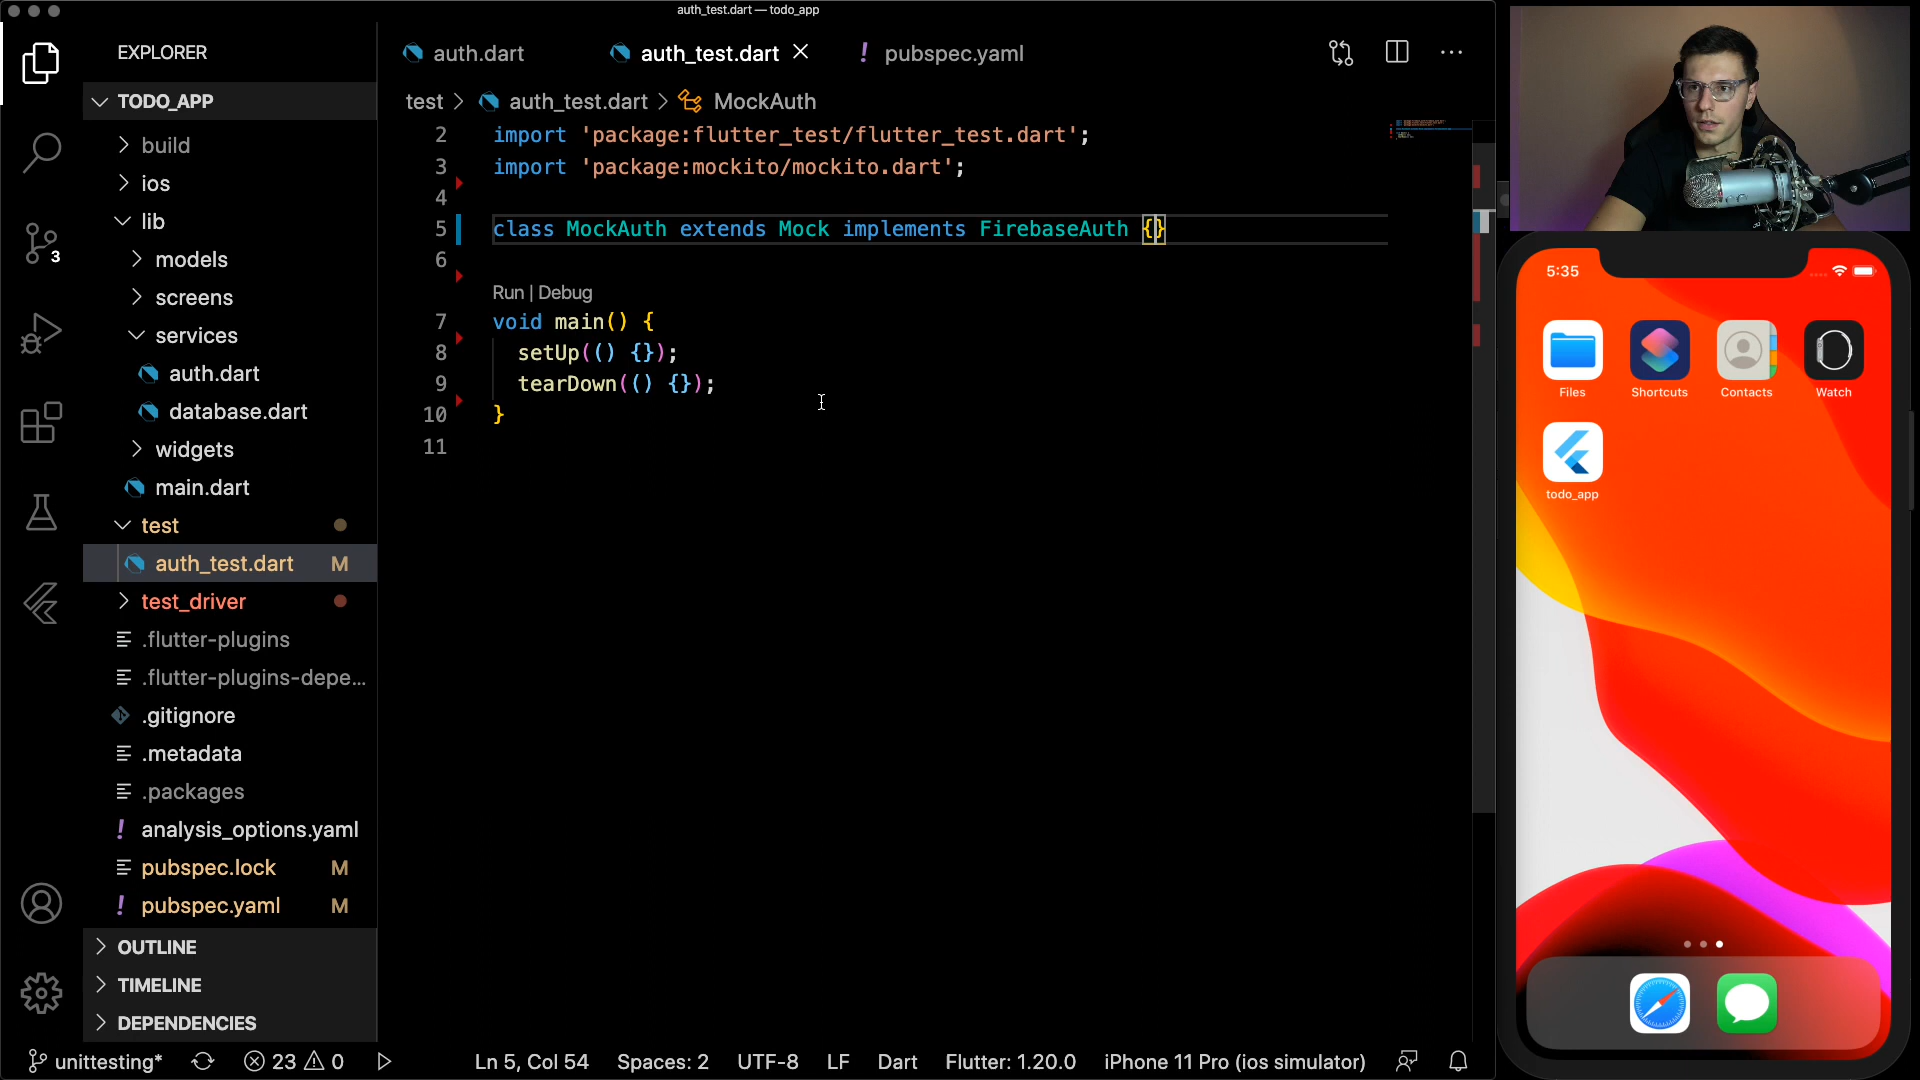 auth_test.dart — todo_app
EXPLORER
TODO_APP
build
ios
lib
models
screens
services
auth.dart
database.dart
widgets
main.dart
test
auth_test.dart M
test_driver
.flutter-plugins
.flutter-plugins-depe...
.gitignore
.metadata
.packages
analysis_options.yaml
pubspec.lock M
pubspec.yaml M
OUTLINE
TIMELINE
DEPENDENCIES
3
auth.dart
auth_test.dart
! pubspec.yaml
test > auth_test.dart > MockAuth
2 import 'package:flutter_test/flutter_test.dart';
3 import 'package:mockito/mockito.dart';
4
5 class MockAuth extends Mock implements FirebaseAuth {}
6
Run | Debug
7 void main() {
8 setUp(() {});
9 tearDown(() {});
10 }
11
unittesting* 23 0 Ln 5, Col 54 Spaces: 2 UTF-8 LF Dart Flutter: 1.20.0 iPhone 11 Pro (ios simulator)
5:35
Files Shortcuts Contacts Watch
todo_app